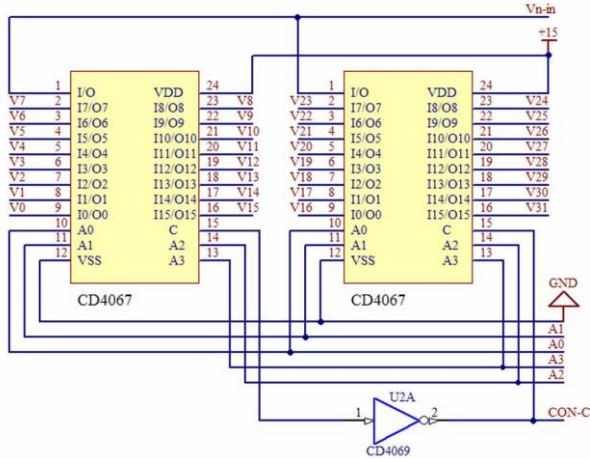 Vn-in
+15
1 I/O VDD 24 1 I/O VDD 24
V7 2 I7/O7 I8/O8 23 V8 V23 2 I7/O7 I8/O8 23 V24
V6 3 I6/O6 I9/O9 22 V9 V22 3 I6/O6 I9/O9 22 V25
V5 4 I5/O5 I10/O10 21 V10 V21 4 I5/O5 I10/O10 21 V26
V4 5 I4/O4 I11/O11 20 V11 V20 5 I4/O4 I11/O11 20 V27
V3 6 I3/O3 I12/O12 19 V12 V19 6 I3/O3 I12/O12 19 V28
V2 7 I2/O2 I13/O13 18 V13 V18 7 I2/O2 I13/O13 18 V29
V1 8 I1/O1 I14/O14 17 V14 V17 8 I1/O1 I14/O14 17 V30
V0 9 I0/O0 I15/O15 16 V15 V16 9 I0/O0 I15/O15 16 V31
10 A0 C 15 10 A0 C 15
11 A1 A2 14 11 A1 A2 14
12 VSS A3 13 12 VSS A3 13
GND
CD4067 CD4067
A1
A0
A3
A2
U2A
1 2 CON-C
CD4069